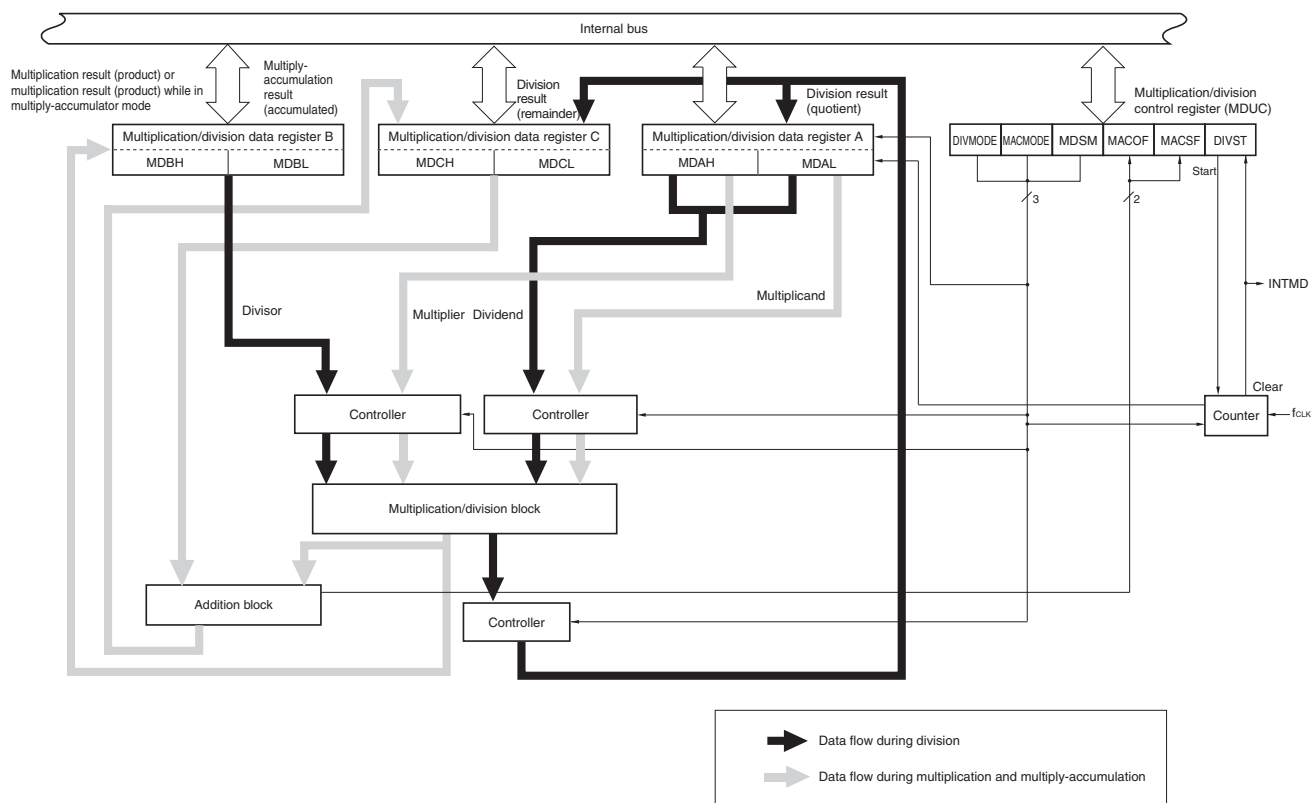 Internal bus
Multiplication result (product) or
multiplication result (product) while in
multiply-accumulator mode
Multiply-
accumulation
result
(accumulated)
Division
result
(remainder)
Division result
(quotient)
Multiplication/division
control register (MDUC)
Multiplication/division data register B
MDBH
MDBL
Multiplication/division data register C
MDCH
MDCL
Multiplication/division data register A
MDAH
MDAL
DIVMODE
MACMODE
MDSM
MACOF
MACSF
DIVST
Start
3
2
INTMD
Divisor
Multiplier
Dividend
Multiplicand
Clear
Controller
Controller
Counter
fCLK
Multiplication/division block
Addition block
Controller
Data flow during division
Data flow during multiplication and multiply-accumulation